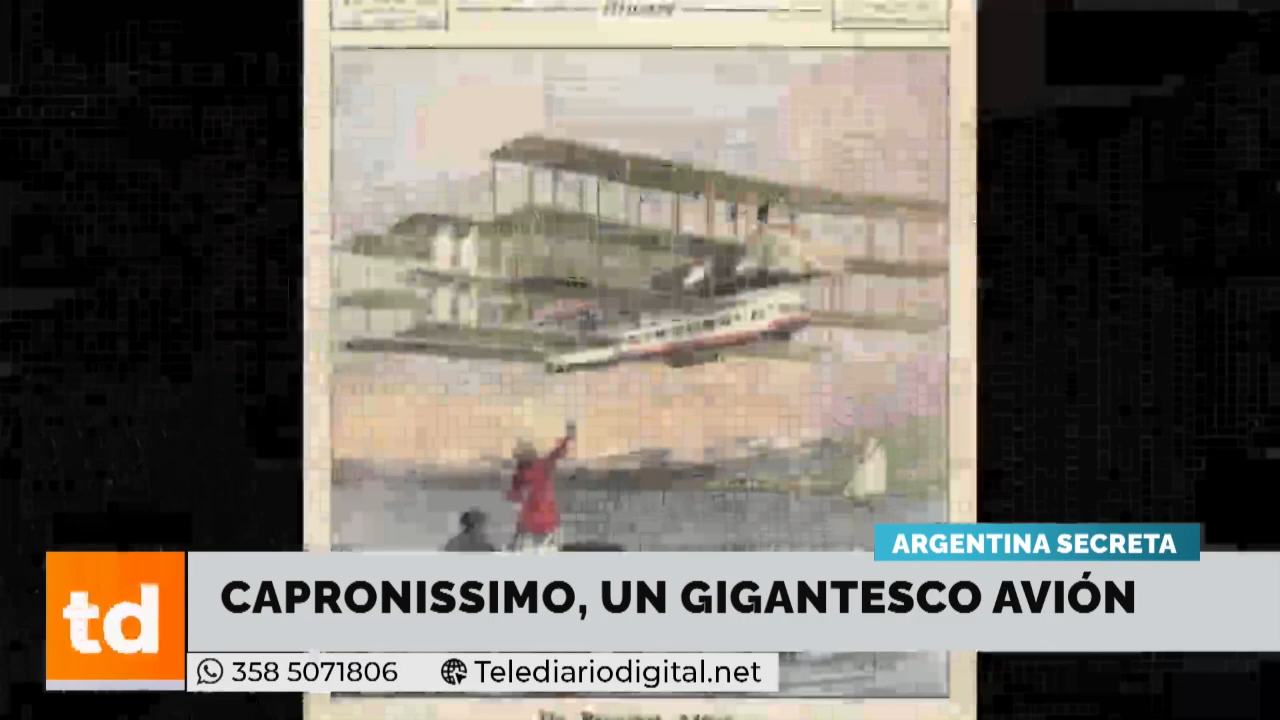 ARGENTINA SECRETA
td
CAPRONISSIMO, UN GIGANTESCO AVIÓN
358 5071806
Telediariodigital.net